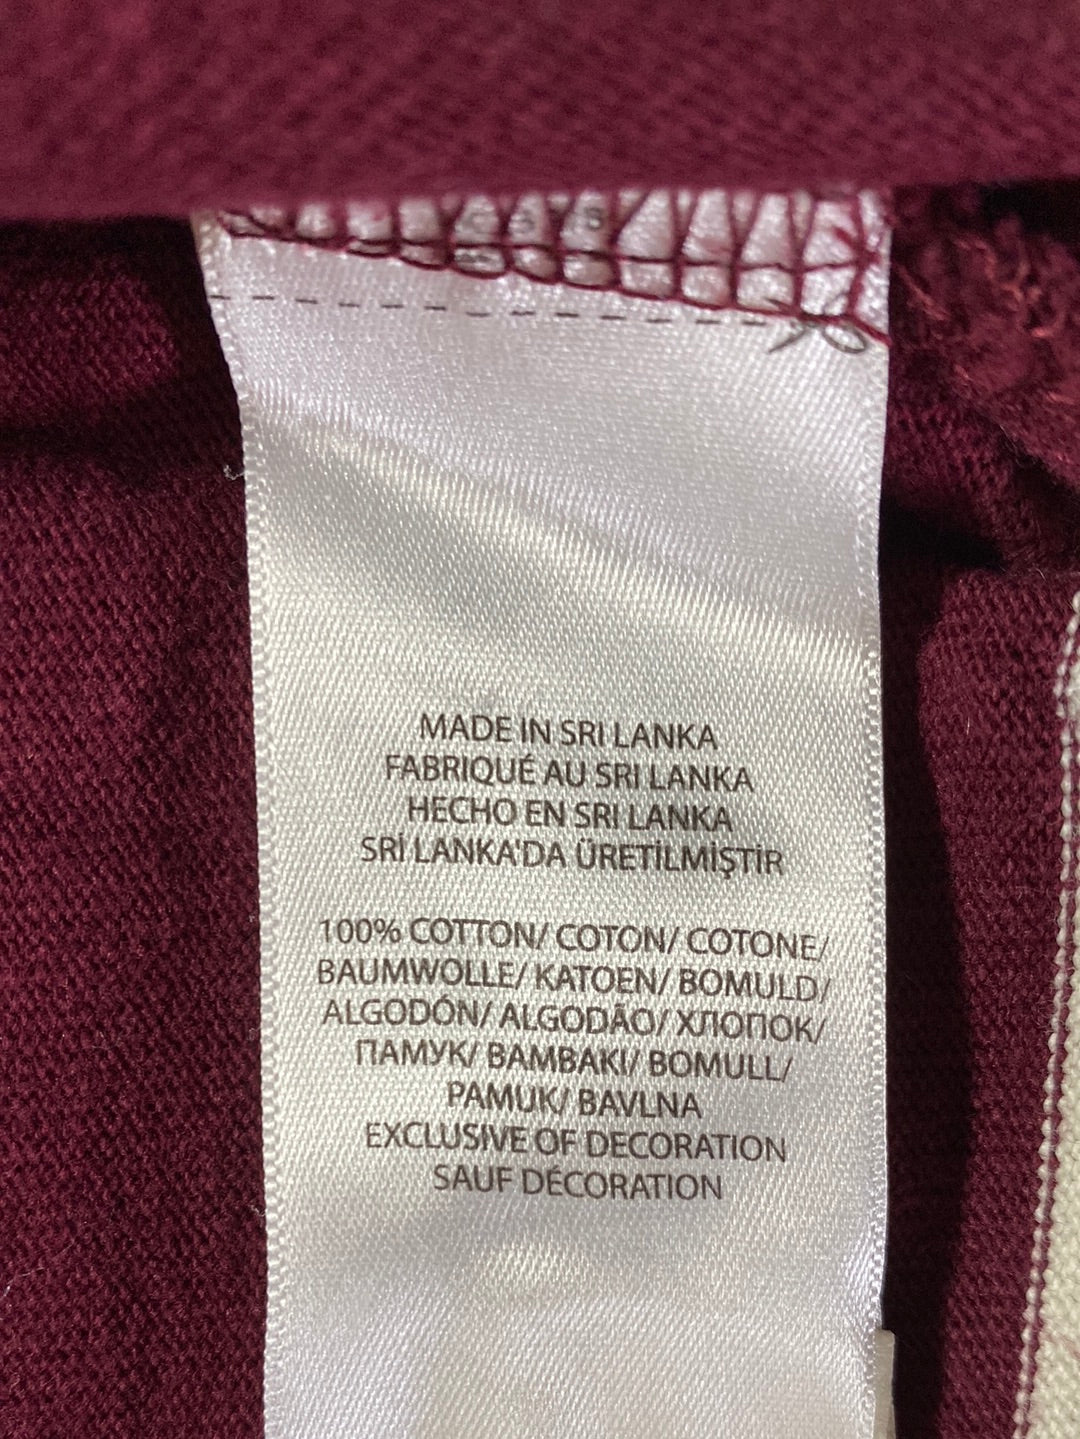 MADE IN SRI LANKA
FABRIQUÉ AU SRI LANKA
HECHO EN SRI LANKA
SRİ LANKA'DA ÜRETİLMİŞTİR
100% COTTON/ COTON/ COTONE/
BAUMWOLLE/ KATOEN/ BOMULD/
ALGODÓN/ ALGODÃO/ ХЛОПОК/
ПАМУК/ BAMBAKI/ BOMULL/
PAMUK/ BAVLNA
EXCLUSIVE OF DECORATION
SAUF DÉCORATION